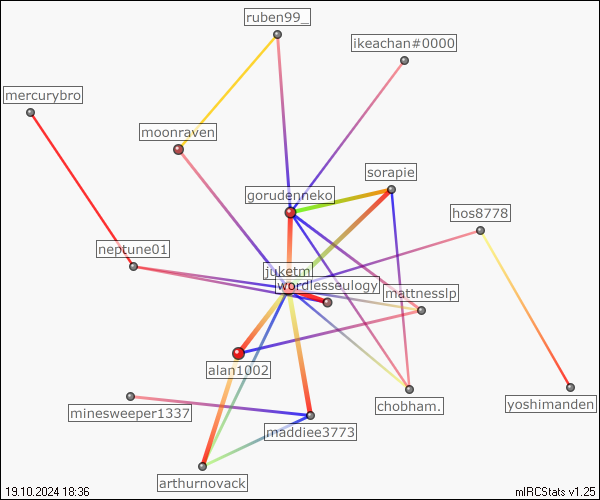 ruben99_
ikeachan#0000
mercurybro
moonraven
sorapie
gorudenneko
hos8778
neptune01
juketm
wordlesseulogy
mattnesslp
alan1002
chobham.
yoshimanden
minesweeper1337
maddiee3773
arthurnovack
19.10.2024 18:36
mIRCStats v1.25